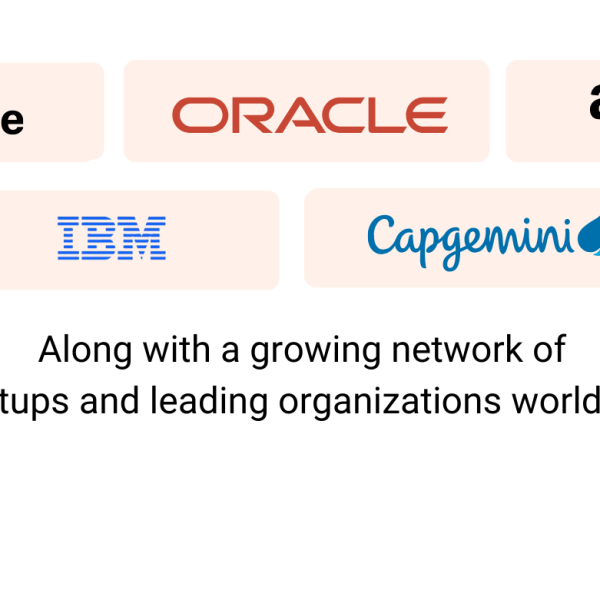 e ORACLE a
IBM Capgemini
Along with a growing network of
tups and leading organizations world